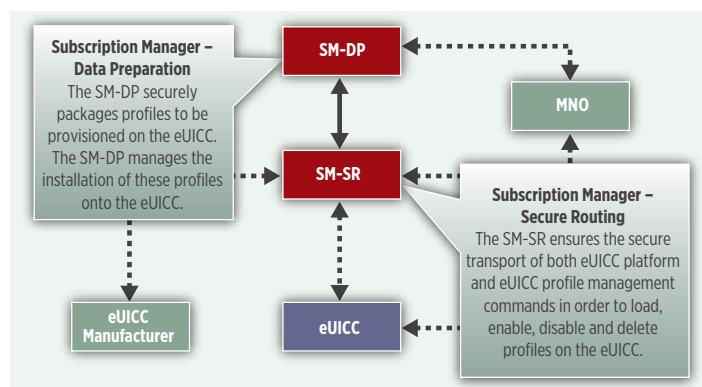 Subscription Manager –
Data Preparation
The SM-DP securely
packages profiles to be
provisioned on the eUICC.
The SM-DP manages the
installation of these profiles
onto the eUICC.
SM-DP
MNO
SM-SR
Subscription Manager –
Secure Routing
The SM-SR ensures the secure
transport of both eUICC platform
and eUICC profile management
commands in order to load,
enable, disable and delete
profiles on the eUICC.
eUICC
Manufacturer
eUICC